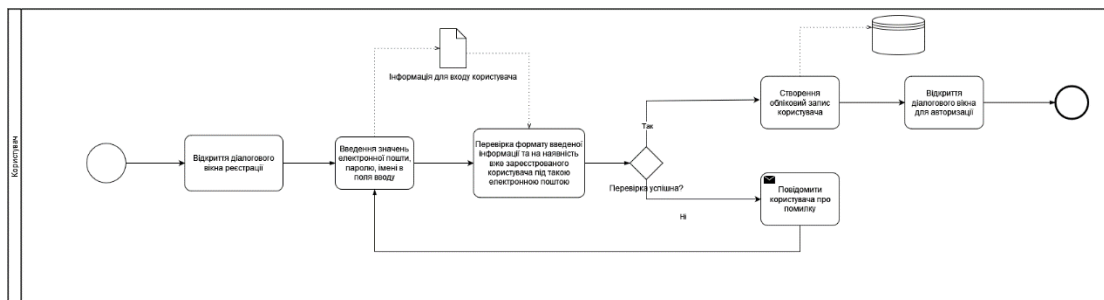 Користувач
Відкриття діалогового
вікна реєстрації
Введення значень
електронної пошти,
паролю, імені в
поля вводу
Інформація для входу користувача
Перевірка формату введеної
інформації та на наявність
вже зареєстрованого
користувача під такою
електронною поштою
Перевірка успішна?
Так
Створення
обліковий запис
користувача
Відкриття
діалогового вікна
для авторизації
Ні
Повідомити
користувача про
помилку